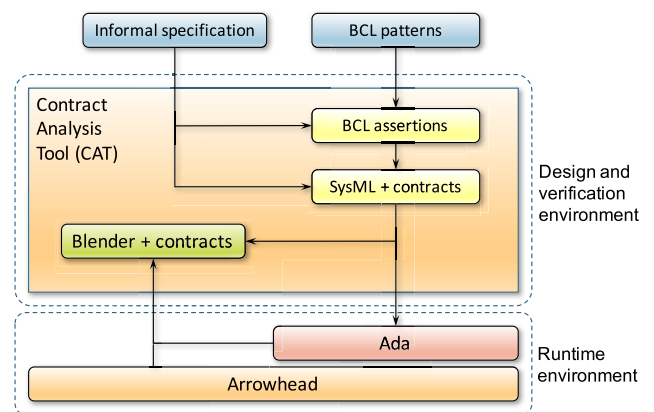 Informal specification
BCL patterns
Contract
Analysis
Tool (CAT)
BCL assertions
SysML + contracts
Design and
verification
environment
Blender + contracts
Ada
Runtime
environment
Arrowhead